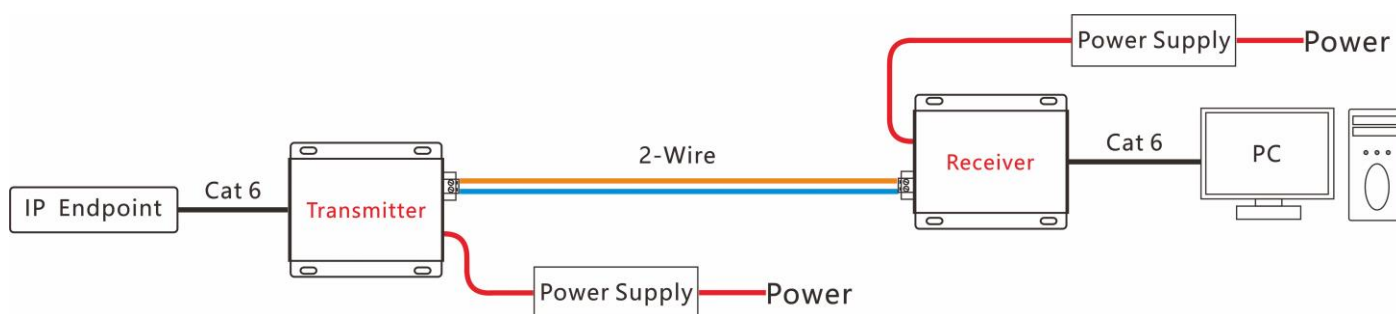 Power Supply
Power
2-Wire
Cat 6
Receiver
Cat 6
PC
IP Endpoint
Transmitter
Power Supply
Power